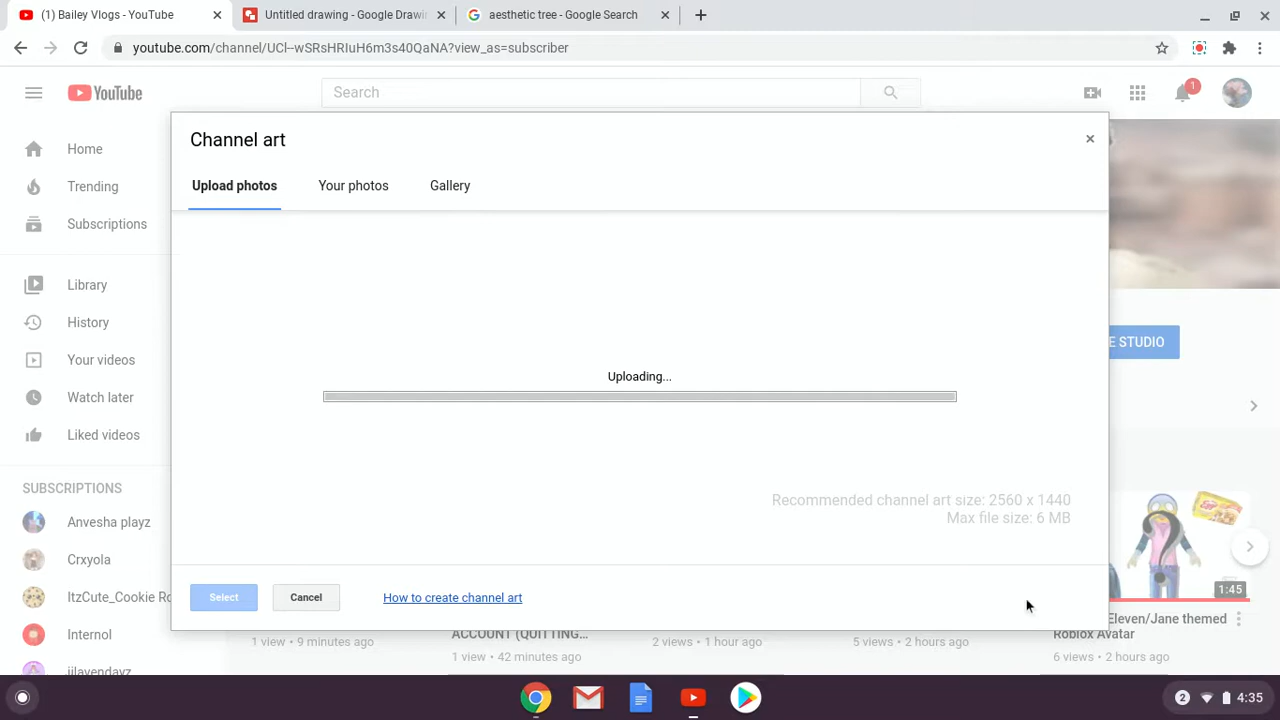 (1) Bailey Vlogs - YouTube
Untitled drawing - Google Drawi
aesthetic tree - Google Search
youtube.com/channel/UCl--wSRsHRIuH6m3s40QaNA?view_as=subscriber
YouTube
Search
1
Channel art
Home
Upload photos
Your photos
Gallery
Trending
Subscriptions
Library
History
E STUDIO
Your videos
Uploading...
Watch later
Liked videos
SUBSCRIPTIONS
Recommended channel art size: 2560 x 1440
Max file size: 6 MB
Anvesha playz
Crxyola
1:45
ItzCute_Cookie Ro
Select
Cancel
How to create channel art
Eleven/Jane themed
Roblox Avatar
Internol
1 view • 9 minutes ago
ACCOUNT (QUITTING...
1 view • 42 minutes ago
2 views • 1 hour ago
5 views • 2 hours ago
6 views • 2 hours ago
jjlavendayz
2
4:35